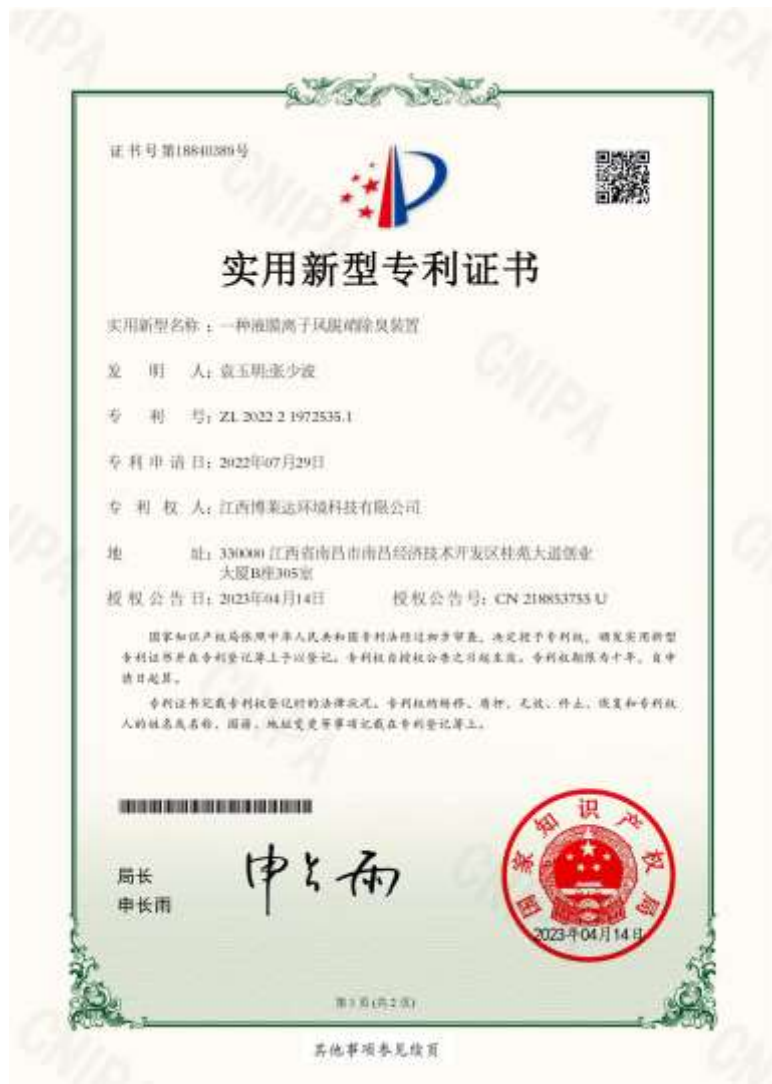 证书号第18840389号
实用新型专利证书
实用新型名称：一种液膜离子风脱硝除臭装置
发明人：袁玉明;张少波
专利号：ZL 2022 2 1972535.1
专利申请日：2022年07月29日
专利权人：江西博莱达环境科技有限公司
地址：330000 江西省南昌市南昌经济技术开发区桂苑大道创业
大厦B座305室
授权公告日：2023年04月14日 授权公告号：CN 218853753 U
国家知识产权局依照中华人民共和国专利法经过初步审查，决定授予专利权，颁发实用新型
专利证书并在专利登记簿上予以登记。专利权自授权公告之日起生效。专利权期限为十年，自申
请日起算。
专利证书记载专利权登记时的法律状况。专利权的转移、质押、无效、终止、恢复和专利权
人的姓名或名称、国籍、地址变更等事项记载在专利登记簿上。
局长
申长雨
申长雨
国家知识产权局
2023年04月14日
第1页(共2页)
其他事项参见续页
CNIPA